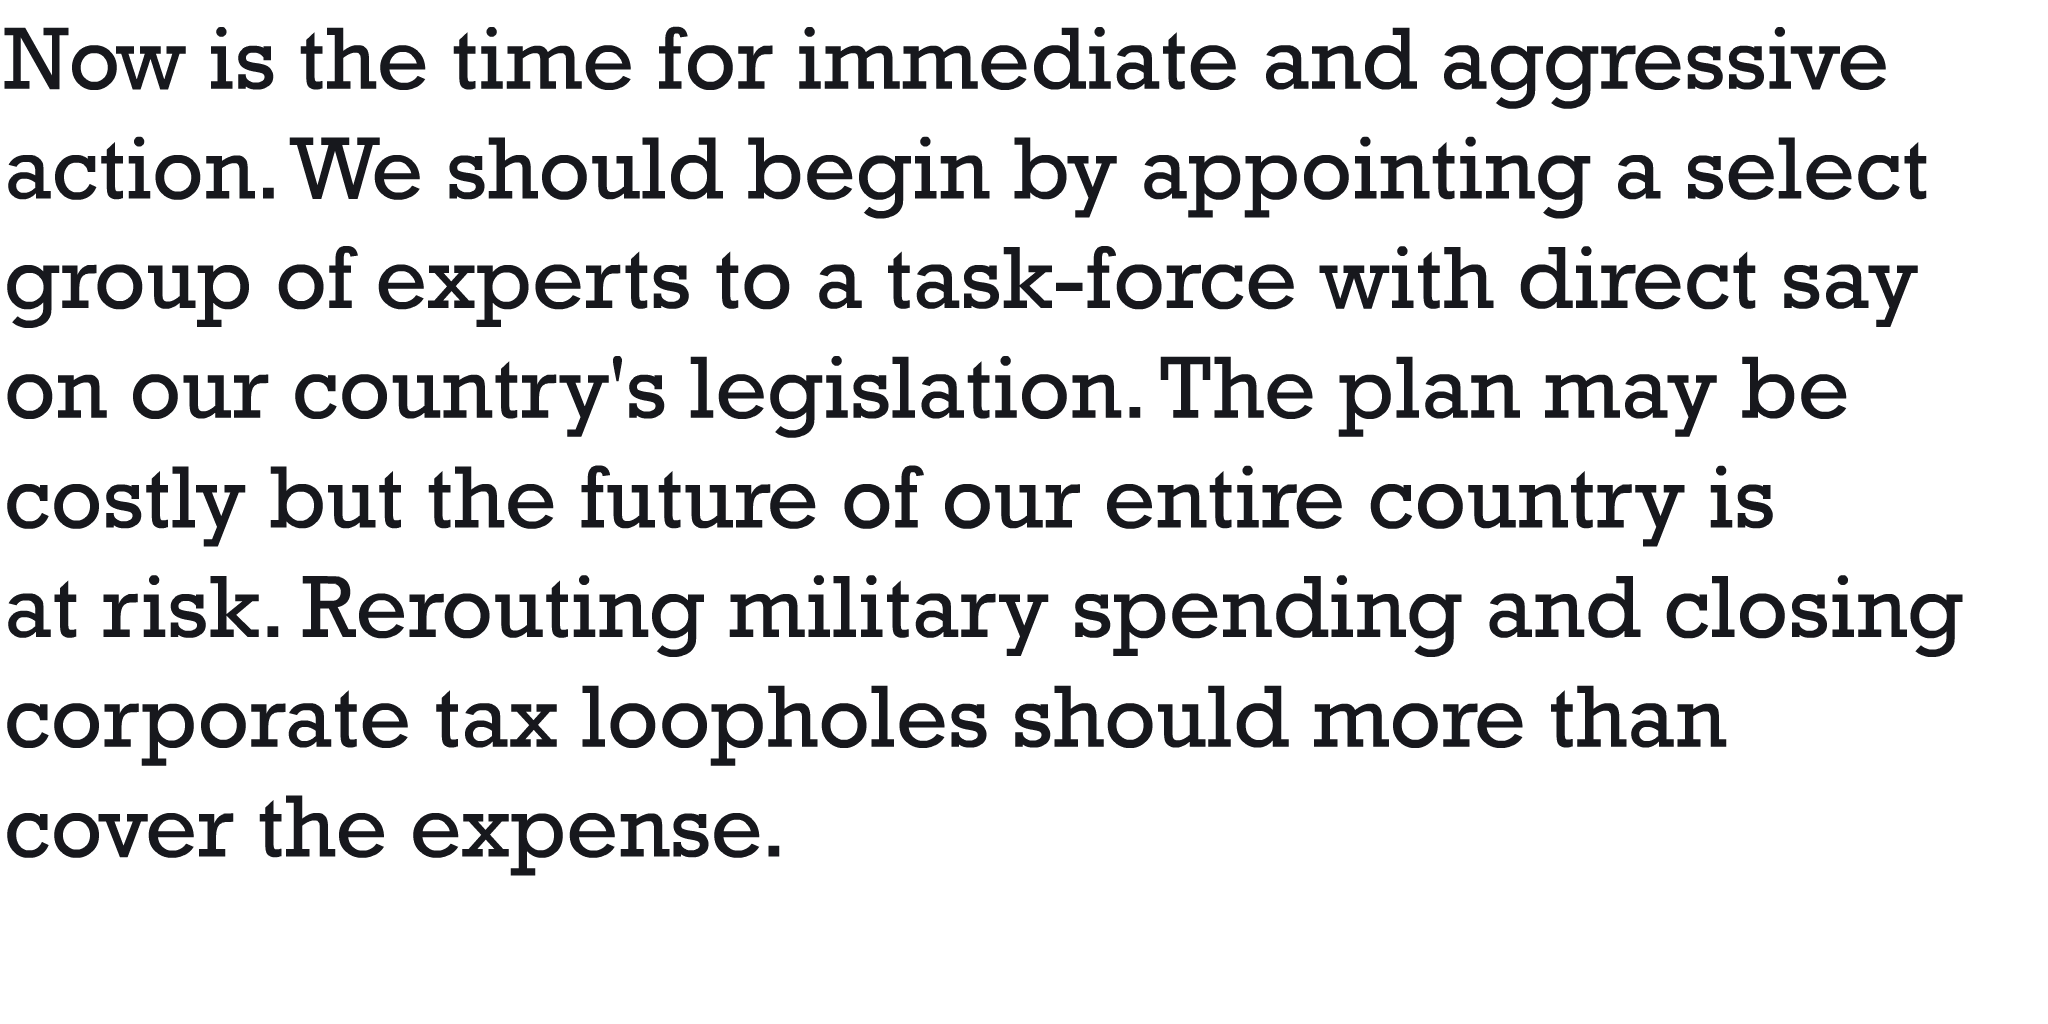 Now is the time for immediate and aggressive
action. We should begin by appointing a select
group of experts to a task-force with direct say
on our country's legislation. The plan may be
costly but the future of our entire country is
at risk. Rerouting military spending and closing
corporate tax loopholes should more than
cover the expense.